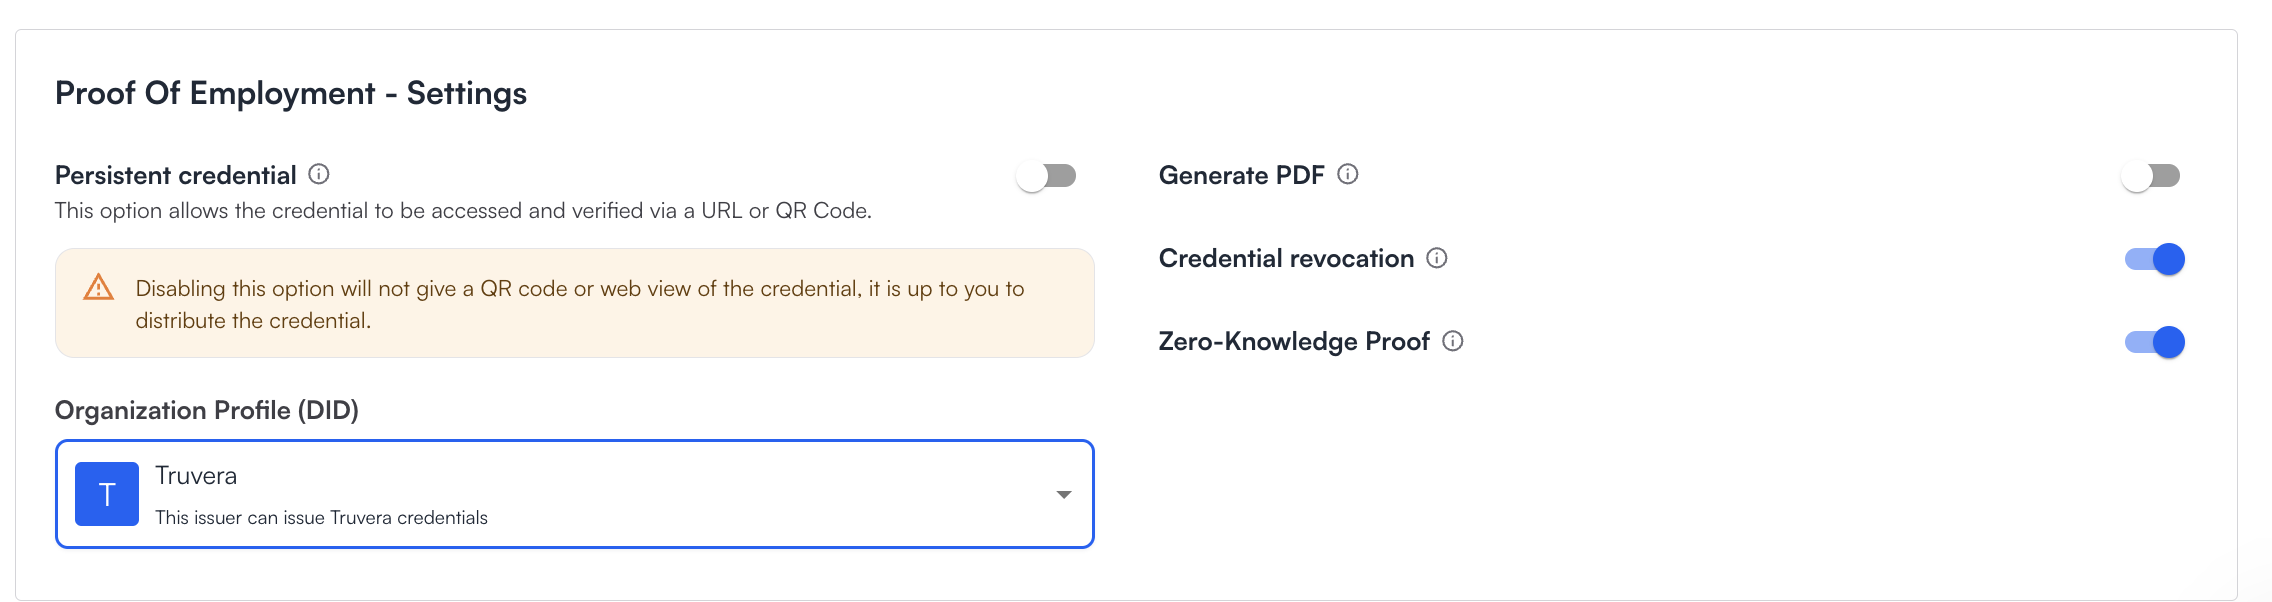 Proof Of Employment - Settings
Persistent credential
This option allows the credential to be accessed and verified via a URL or QR Code.
Disabling this option will not give a QR code or web view of the credential, it is up to you to
distribute the credential.
Organization Profile (DID)
T
Truvera
This issuer can issue Truvera credentials
Generate PDF
Credential revocation
Zero-Knowledge Proof